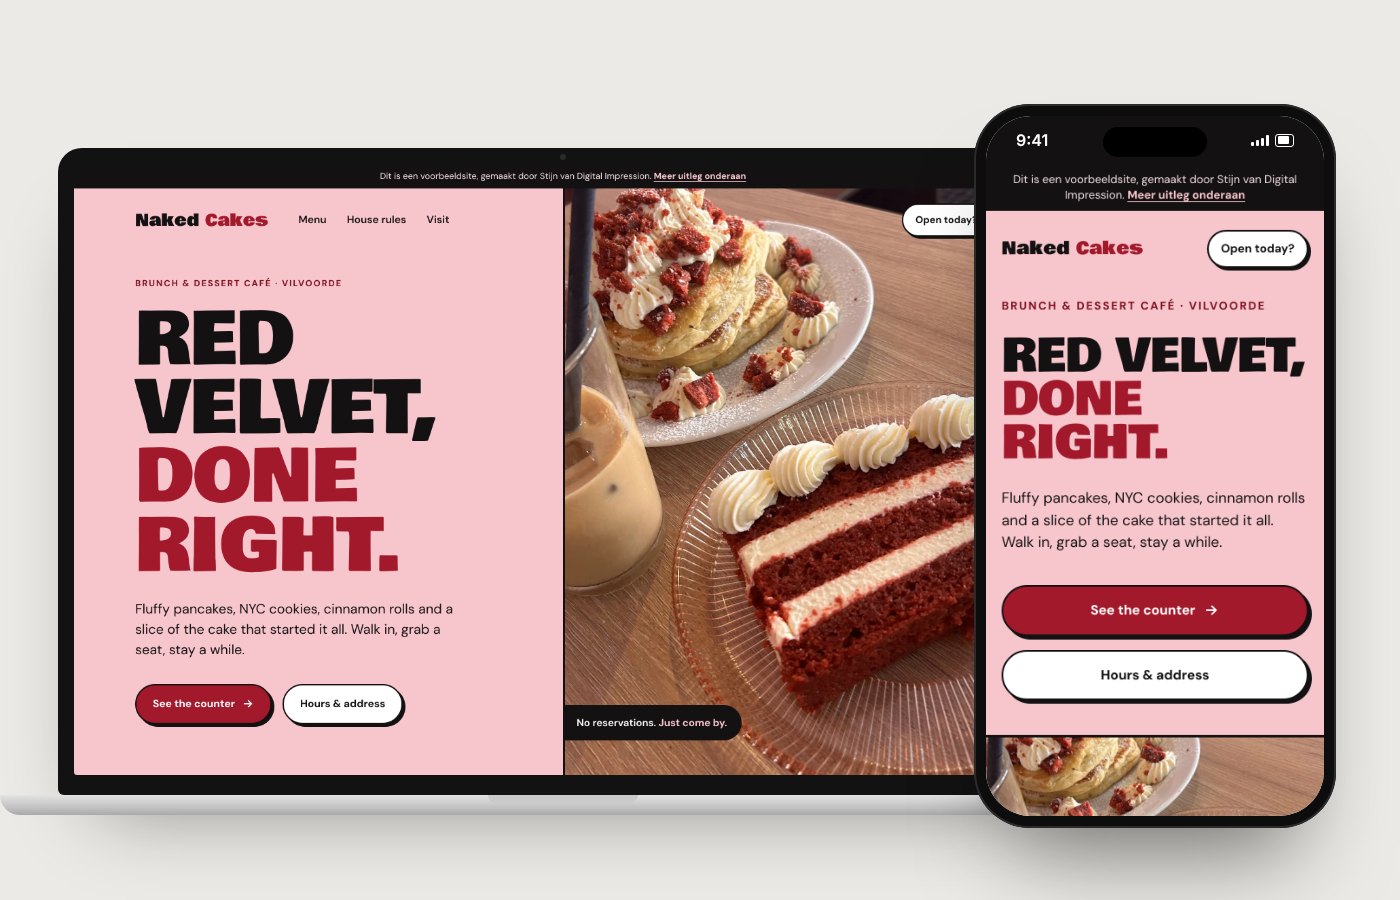 Dit is een voorbeeldsite, gemaakt door Stijn van Digital Impression. Meer uitleg onderaan
Naked Cakes Menu House rules Visit
Open today?
BRUNCH & DESSERT CAFÉ · VILVOORDE
RED
VELVET,
DONE
RIGHT.
Fluffy pancakes, NYC cookies, cinnamon rolls and a
slice of the cake that started it all. Walk in, grab a
seat, stay a while.
See the counter →
Hours & address
No reservations. Just come by.
9:41
Dit is een voorbeeldsite, gemaakt door Stijn van Digital
Impression. Meer uitleg onderaan
Naked Cakes
Open today?
BRUNCH & DESSERT CAFÉ · VILVOORDE
RED VELVET,
DONE
RIGHT.
Fluffy pancakes, NYC cookies, cinnamon rolls
and a slice of the cake that started it all.
Walk in, grab a seat, stay a while.
See the counter →
Hours & address